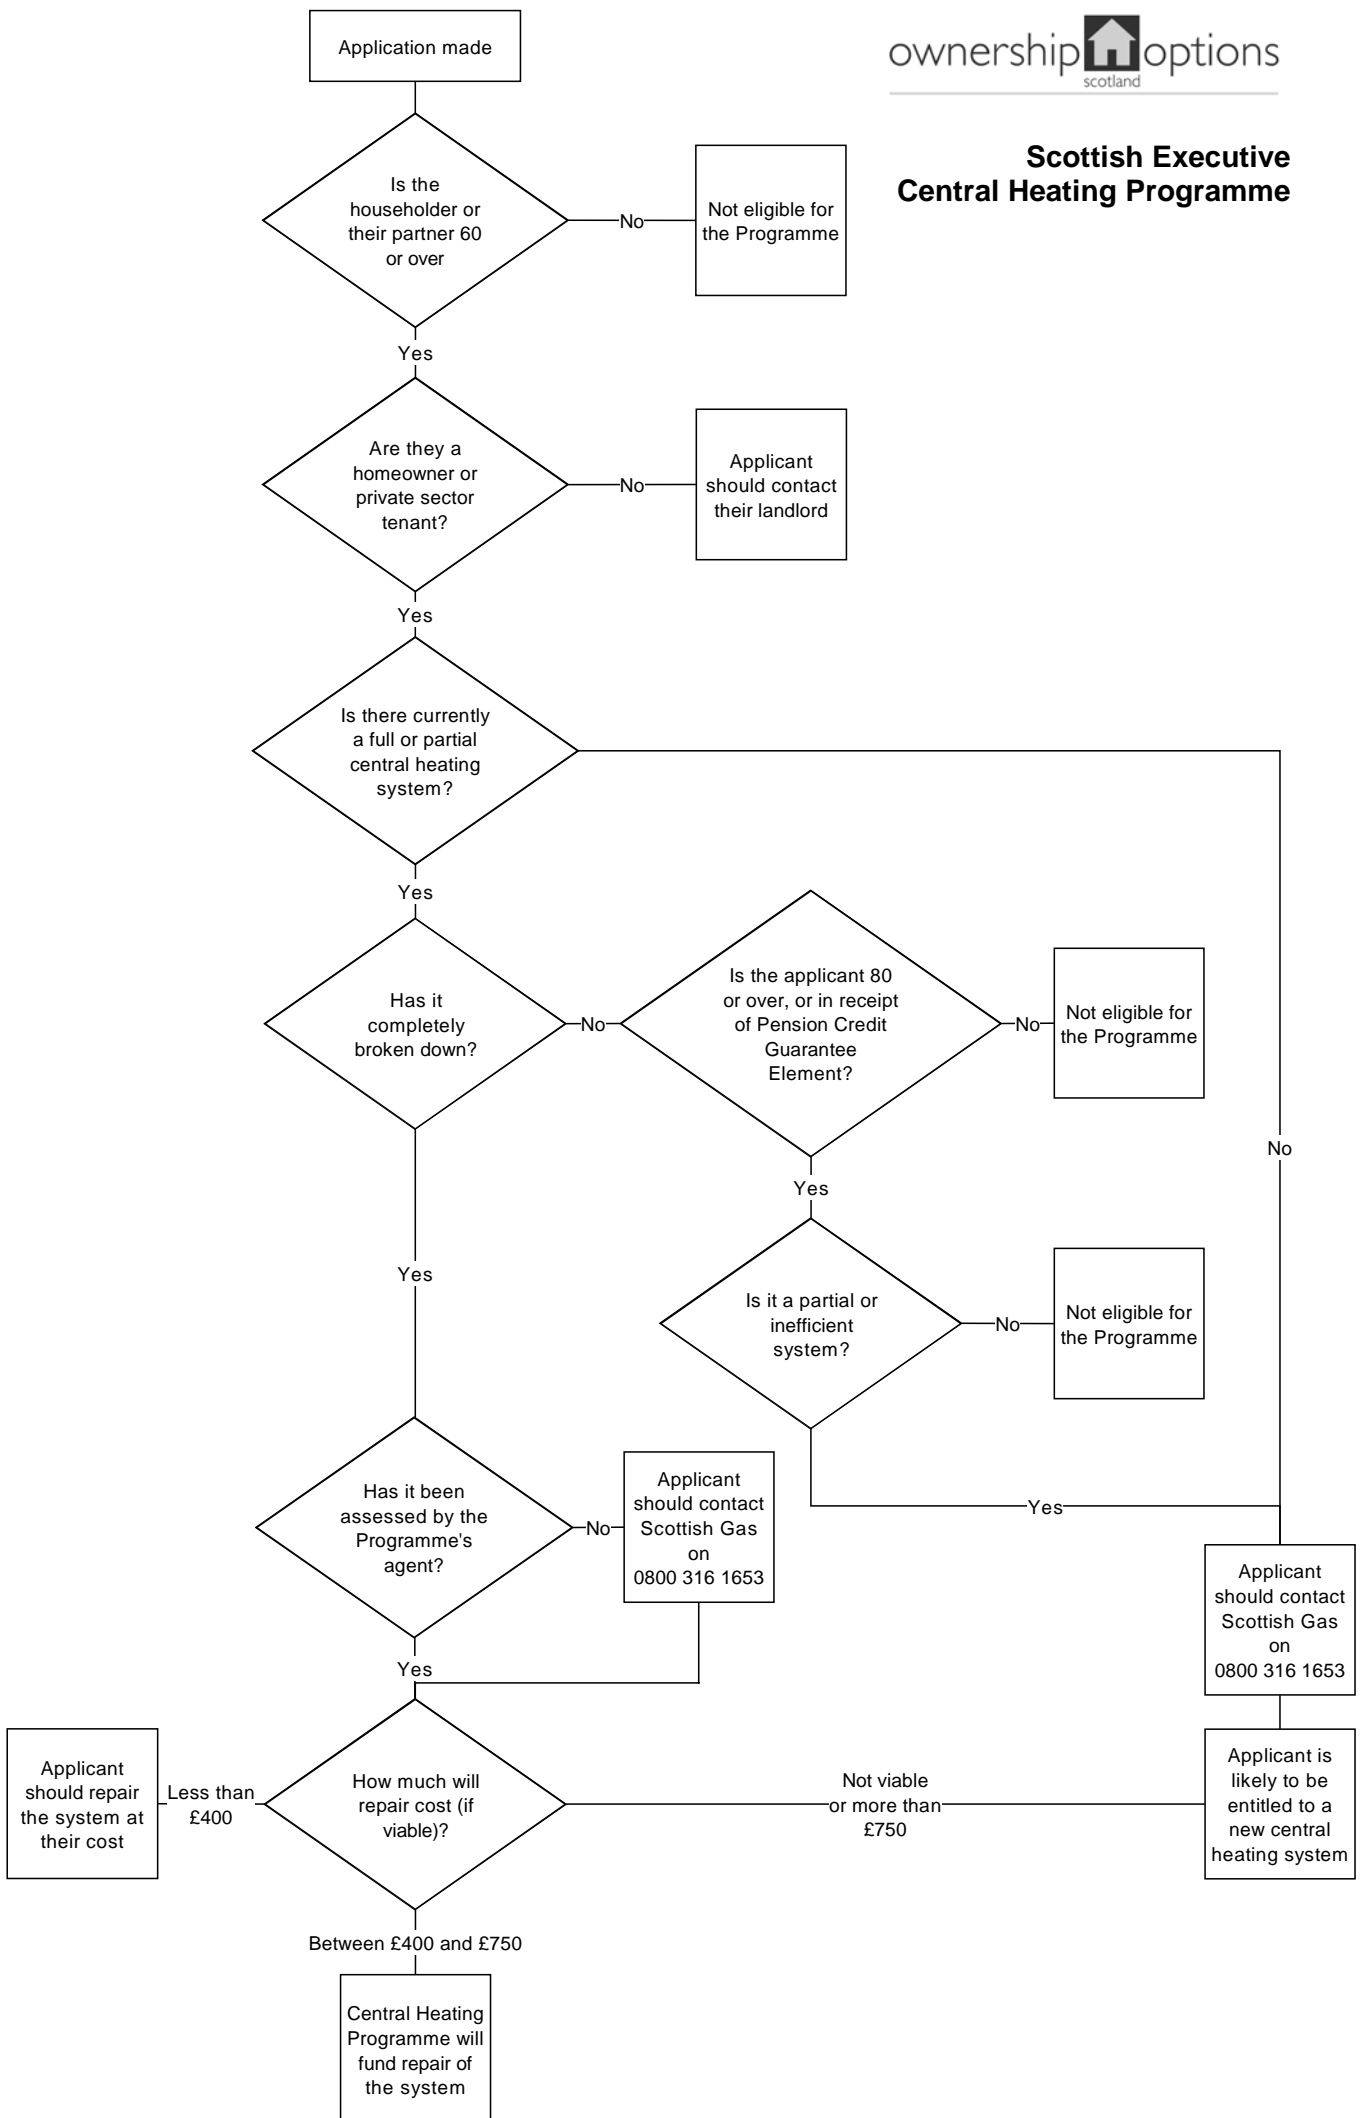 Application made
ownership options
scotland
Scottish Executive
Central Heating Programme
Is the
householder or
their partner 60
or over
No
Not eligible for
the Programme
Yes
Are they a
homeowner or
private sector
tenant?
No
Applicant
should contact
their landlord
Yes
Is there currently
a full or partial
central heating
system?
Yes
Has it
completely
broken down?
No
Is the applicant 80
or over, or in receipt
of Pension Credit
Guarantee
Element?
No
Not eligible for
the Programme
No
Yes
Yes
Is it a partial or
inefficient
system?
No
Not eligible for
the Programme
Has it been
assessed by the
Programme's
agent?
No
Applicant
should contact
Scottish Gas
on
0800 316 1653
Yes
Applicant
should contact
Scottish Gas
on
0800 316 1653
Yes
Applicant
should repair
the system at
their cost
Less than
£400
How much will
repair cost (if
viable)?
Not viable
or more than
£750
Applicant is
likely to be
entitled to a
new central
heating system
Between £400 and £750
Central Heating
Programme will
fund repair of
the system